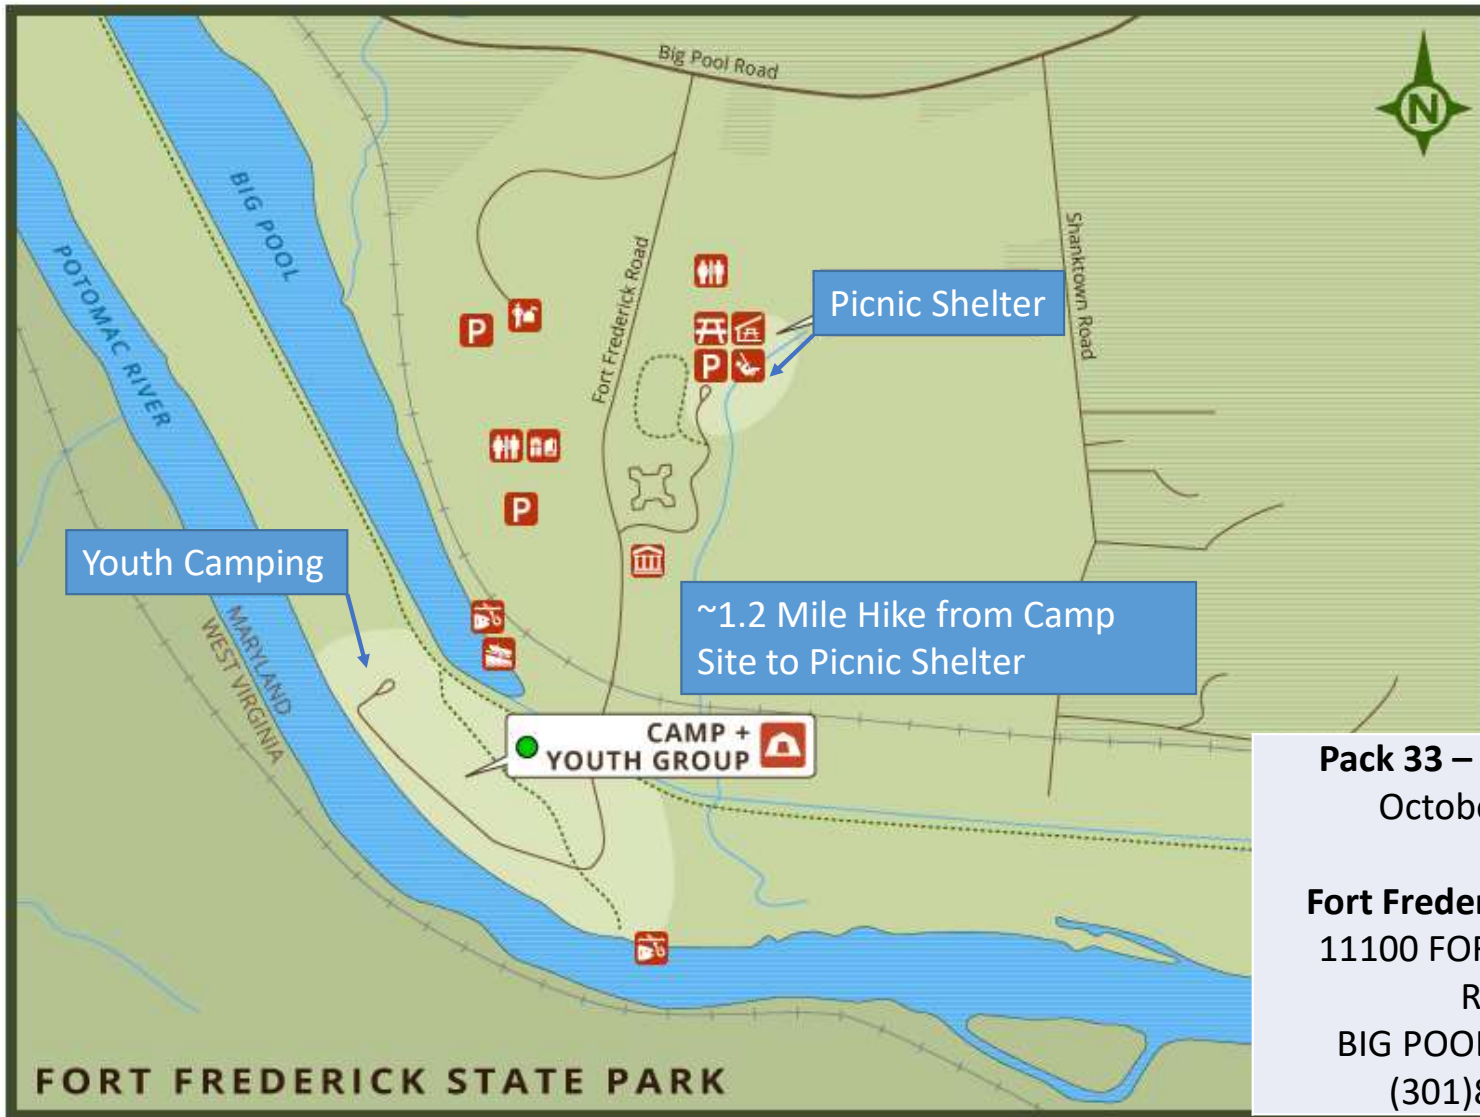 Big Pool Road
N
BIG POOL
POTOMAC RIVER
Fort Frederick Road
Shanktown Road
Picnic Shelter
P
P
P
Youth Camping
~1.2 Mile Hike from Camp
Site to Picnic Shelter
MARYLAND
WEST VIRGINIA
CAMP +
YOUTH GROUP
Pack 33 –
Octob
Fort Freder
11100 FO
R
BIG POO
(301)8
FORT FREDERICK STATE PARK